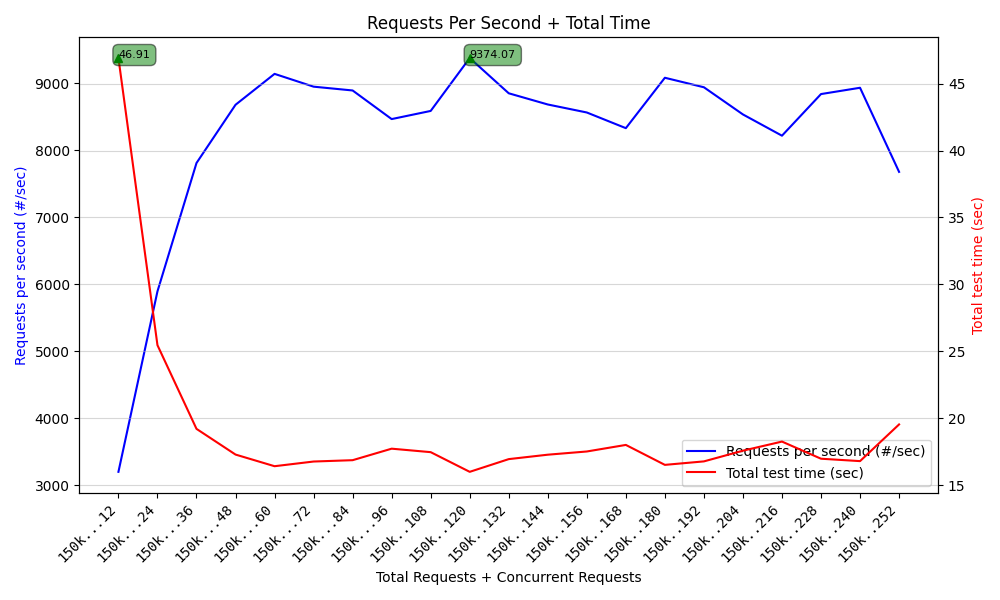 Requests Per Second + Total Time
46.91
9374.07
9000
8000
7000
6000
5000
4000
3000
Requests per second (#/sec)
45
40
35
30
25
20
15
Total test time (sec)
Requests per second (#/sec)
Total test time (sec)
150k...12
150k...24
150k...36
150k...48
150k...60
150k...72
150k...84
150k...96
150k..108
150k..120
150k..132
150k..144
150k..156
150k..168
150k..180
150k..192
150k..204
150k..216
150k..228
150k..240
150k..252
Total Requests + Concurrent Requests